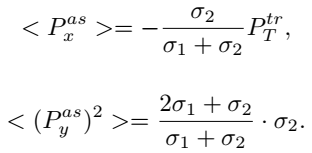 $< P_x^{as} >= -\frac{\sigma_2}{\sigma_1 + \sigma_2} P_T^{tr},$
$< (P_y^{as})^2 >= \frac{2\sigma_1 + \sigma_2}{\sigma_1 + \sigma_2} \cdot \sigma_2.$